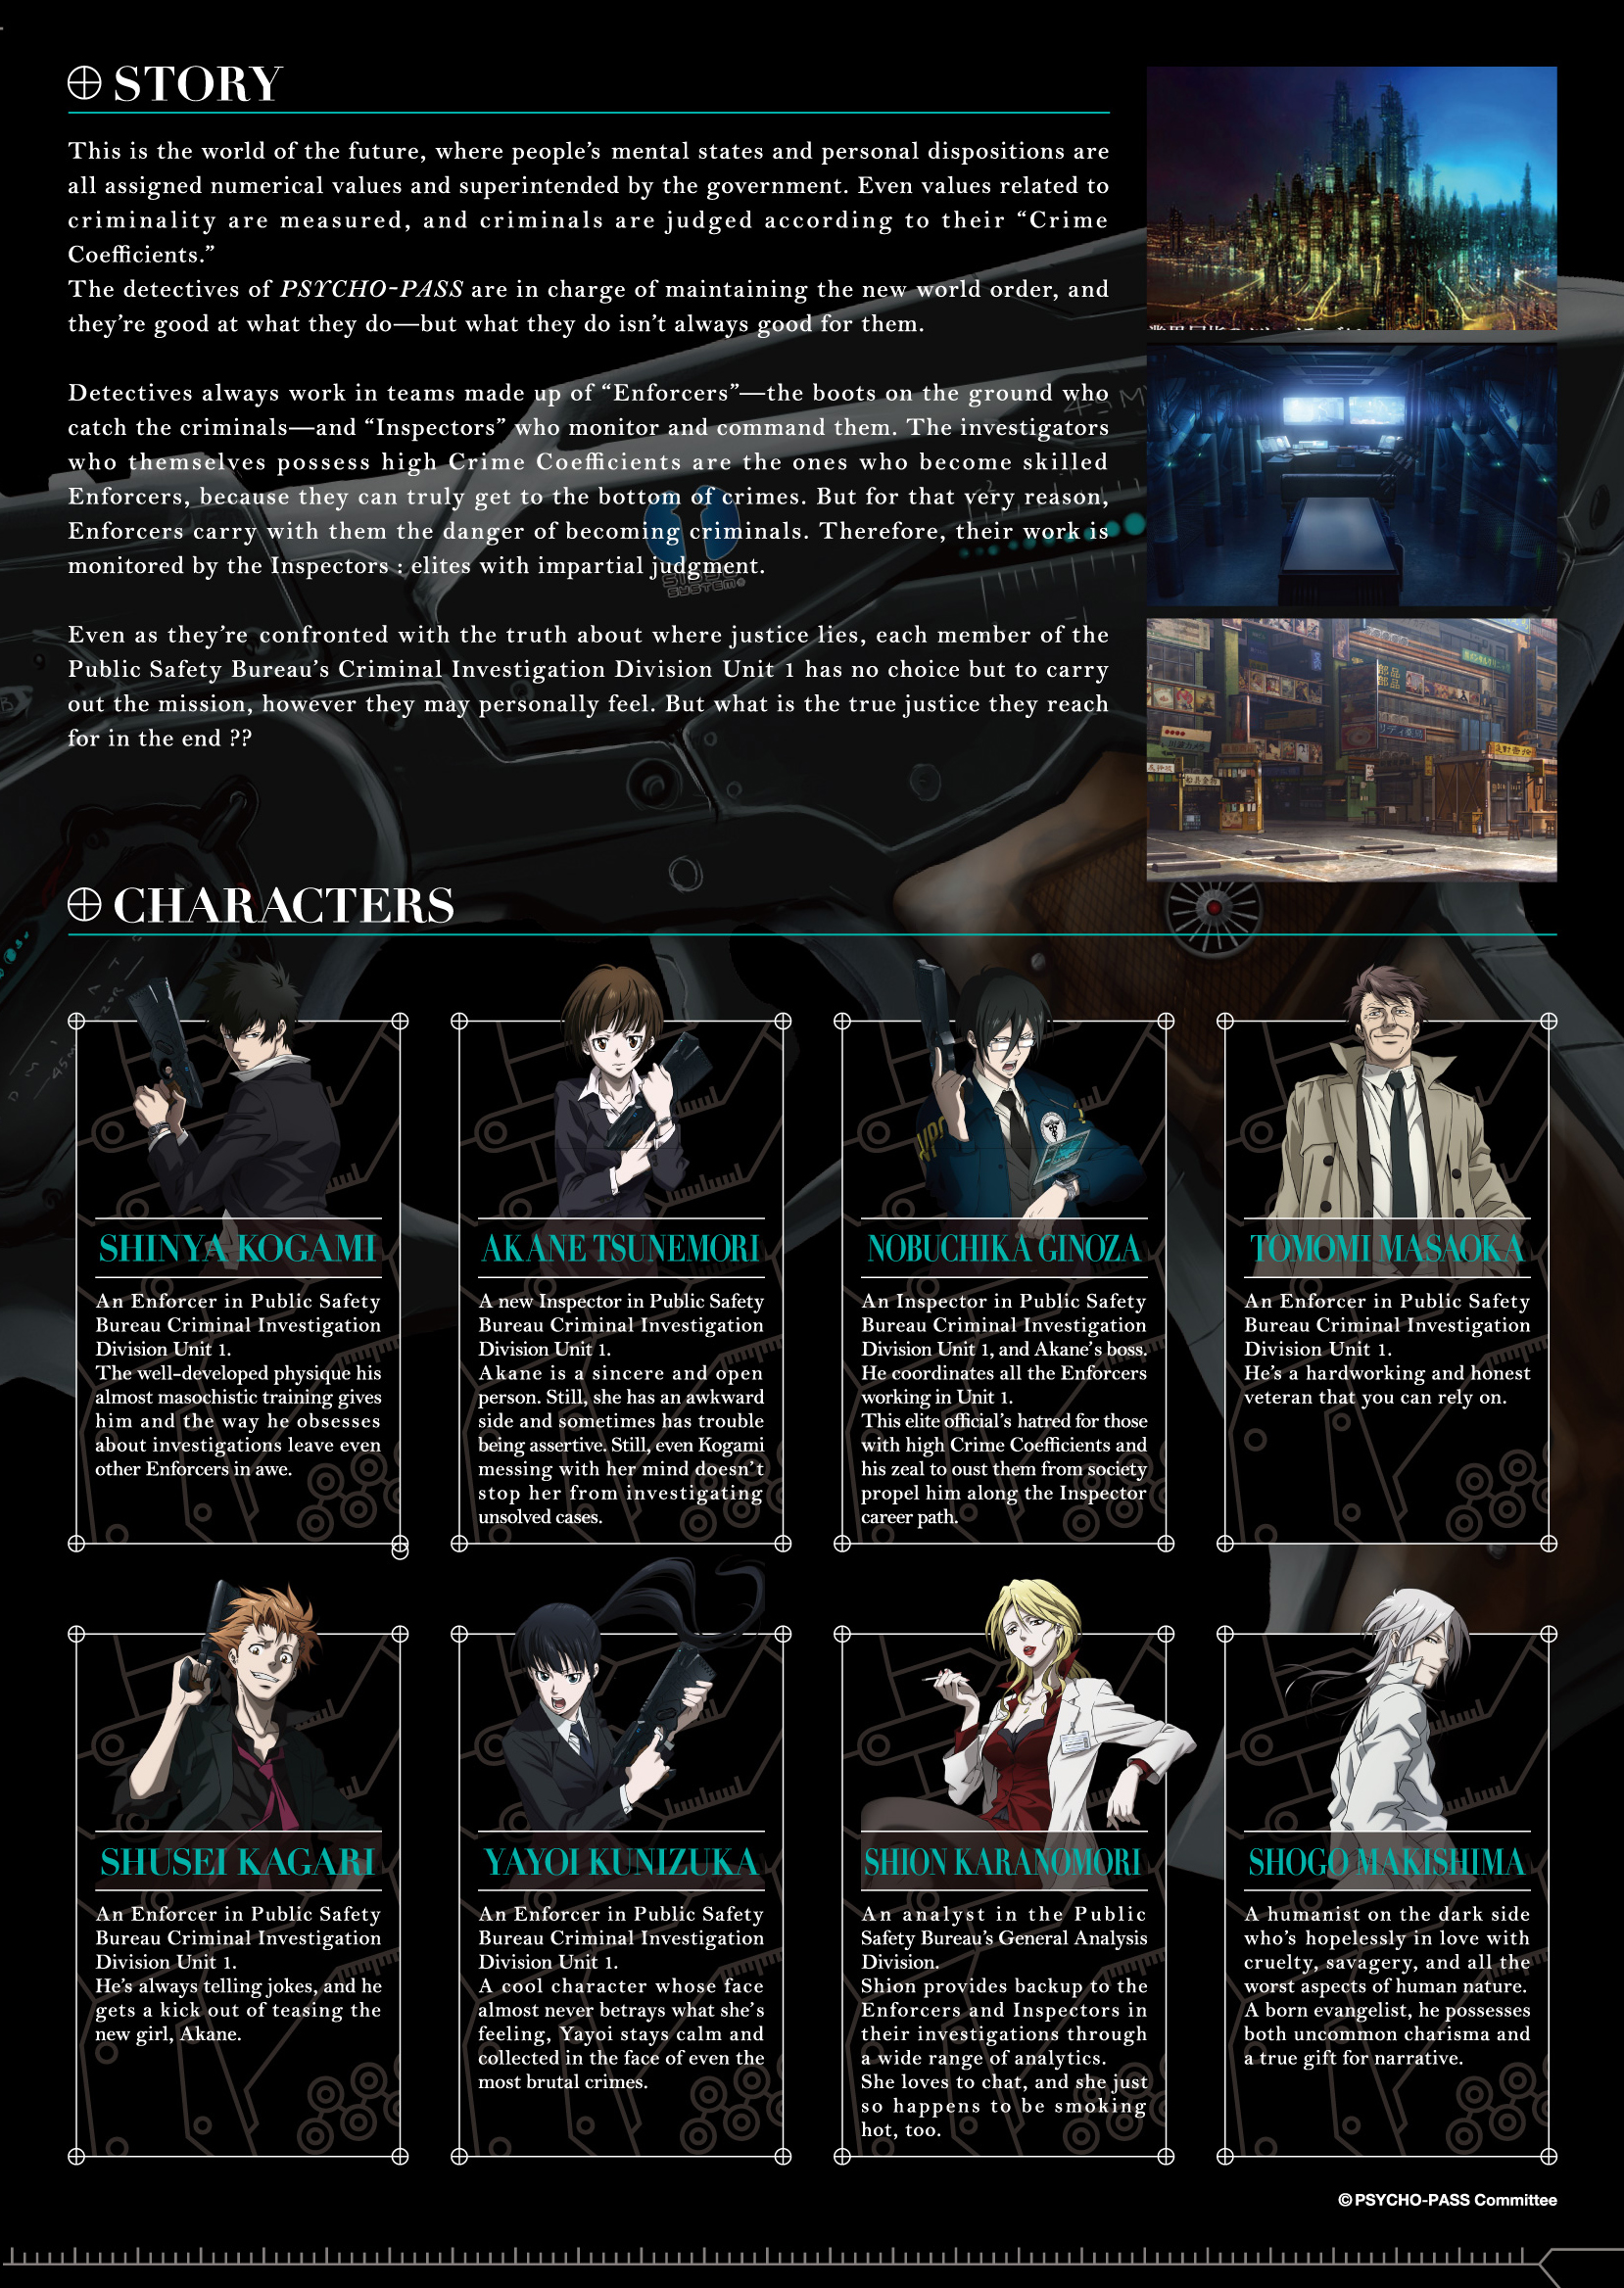 STORY
This is the world of the future, where people’s mental states and personal dispositions are
all assigned numerical values and superintended by the government. Even values related to
criminality are measured, and criminals are judged according to their “Crime
Coefficients.”
The detectives of PSYCHO-PASS are in charge of maintaining the new world order, and
they’re good at what they do—but what they do isn’t always good for them.
Detectives always work in teams made up of “Enforcers”—the boots on the ground who
catch the criminals—and “Inspectors” who monitor and command them. The investigators
who themselves possess high Crime Coefficients are the ones who become skilled
Enforcers, because they can truly get to the bottom of crimes. But for that very reason,
Enforcers carry with them the danger of becoming criminals. Therefore, their work is
monitored by the Inspectors : elites with impartial judgment.
Even as they’re confronted with the truth about where justice lies, each member of the
Public Safety Bureau’s Criminal Investigation Division Unit 1 has no choice but to carry
out the mission, however they may personally feel. But what is the true justice they reach
for in the end ??
CHARACTERS
SHINYA KOGAMI
An Enforcer in Public Safety
Bureau Criminal Investigation
Division Unit 1.
The well-developed physique his
almost masochistic training gives
him and the way he obsesses
about investigations leave even
other Enforcers in awe.
AKANE TSUNEMORI
A new Inspector in Public Safety
Bureau Criminal Investigation
Division Unit 1.
Akane is a sincere and open
person. Still, she has an awkward
side and sometimes has trouble
being assertive. Still, even Kogami
messing with her mind doesn’t
stop her from investigating
unsolved cases.
NOBUCHIKA GINOZA
An Inspector in Public Safety
Bureau Criminal Investigation
Division Unit 1, and Akane’s boss.
He coordinates all the Enforcers
working in Unit 1.
This elite official’s hatred for those
with high Crime Coefficients and
his zeal to oust them from society
propel him along the Inspector
career path.
TOMOMI MASAOKA
An Enforcer in Public Safety
Bureau Criminal Investigation
Division Unit 1.
He’s a hardworking and honest
veteran that you can rely on.
SHUSEI KAGARI
An Enforcer in Public Safety
Bureau Criminal Investigation
Division Unit 1.
He’s always telling jokes, and he
gets a kick out of teasing the
new girl, Akane.
YAYOI KUNIZUKA
An Enforcer in Public Safety
Bureau Criminal Investigation
Division Unit 1.
A cool character whose face
almost never betrays what she’s
feeling, Yayoi stays calm and
collected in the face of even the
most brutal crimes.
SHION KARANOMORI
An analyst in the Public
Safety Bureau’s General Analysis
Division.
Shion provides backup to the
Enforcers and Inspectors in
their investigations through
a wide range of analytics.
She loves to chat, and she just
so happens to be smoking
hot, too.
SHOGO MAKISHIMA
A humanist on the dark side
who’s hopelessly in love with
cruelty, savagery, and all the
worst aspects of human nature.
A born evangelist, he possesses
both uncommon charisma and
a true gift for narrative.
©PSYCHO-PASS Committee